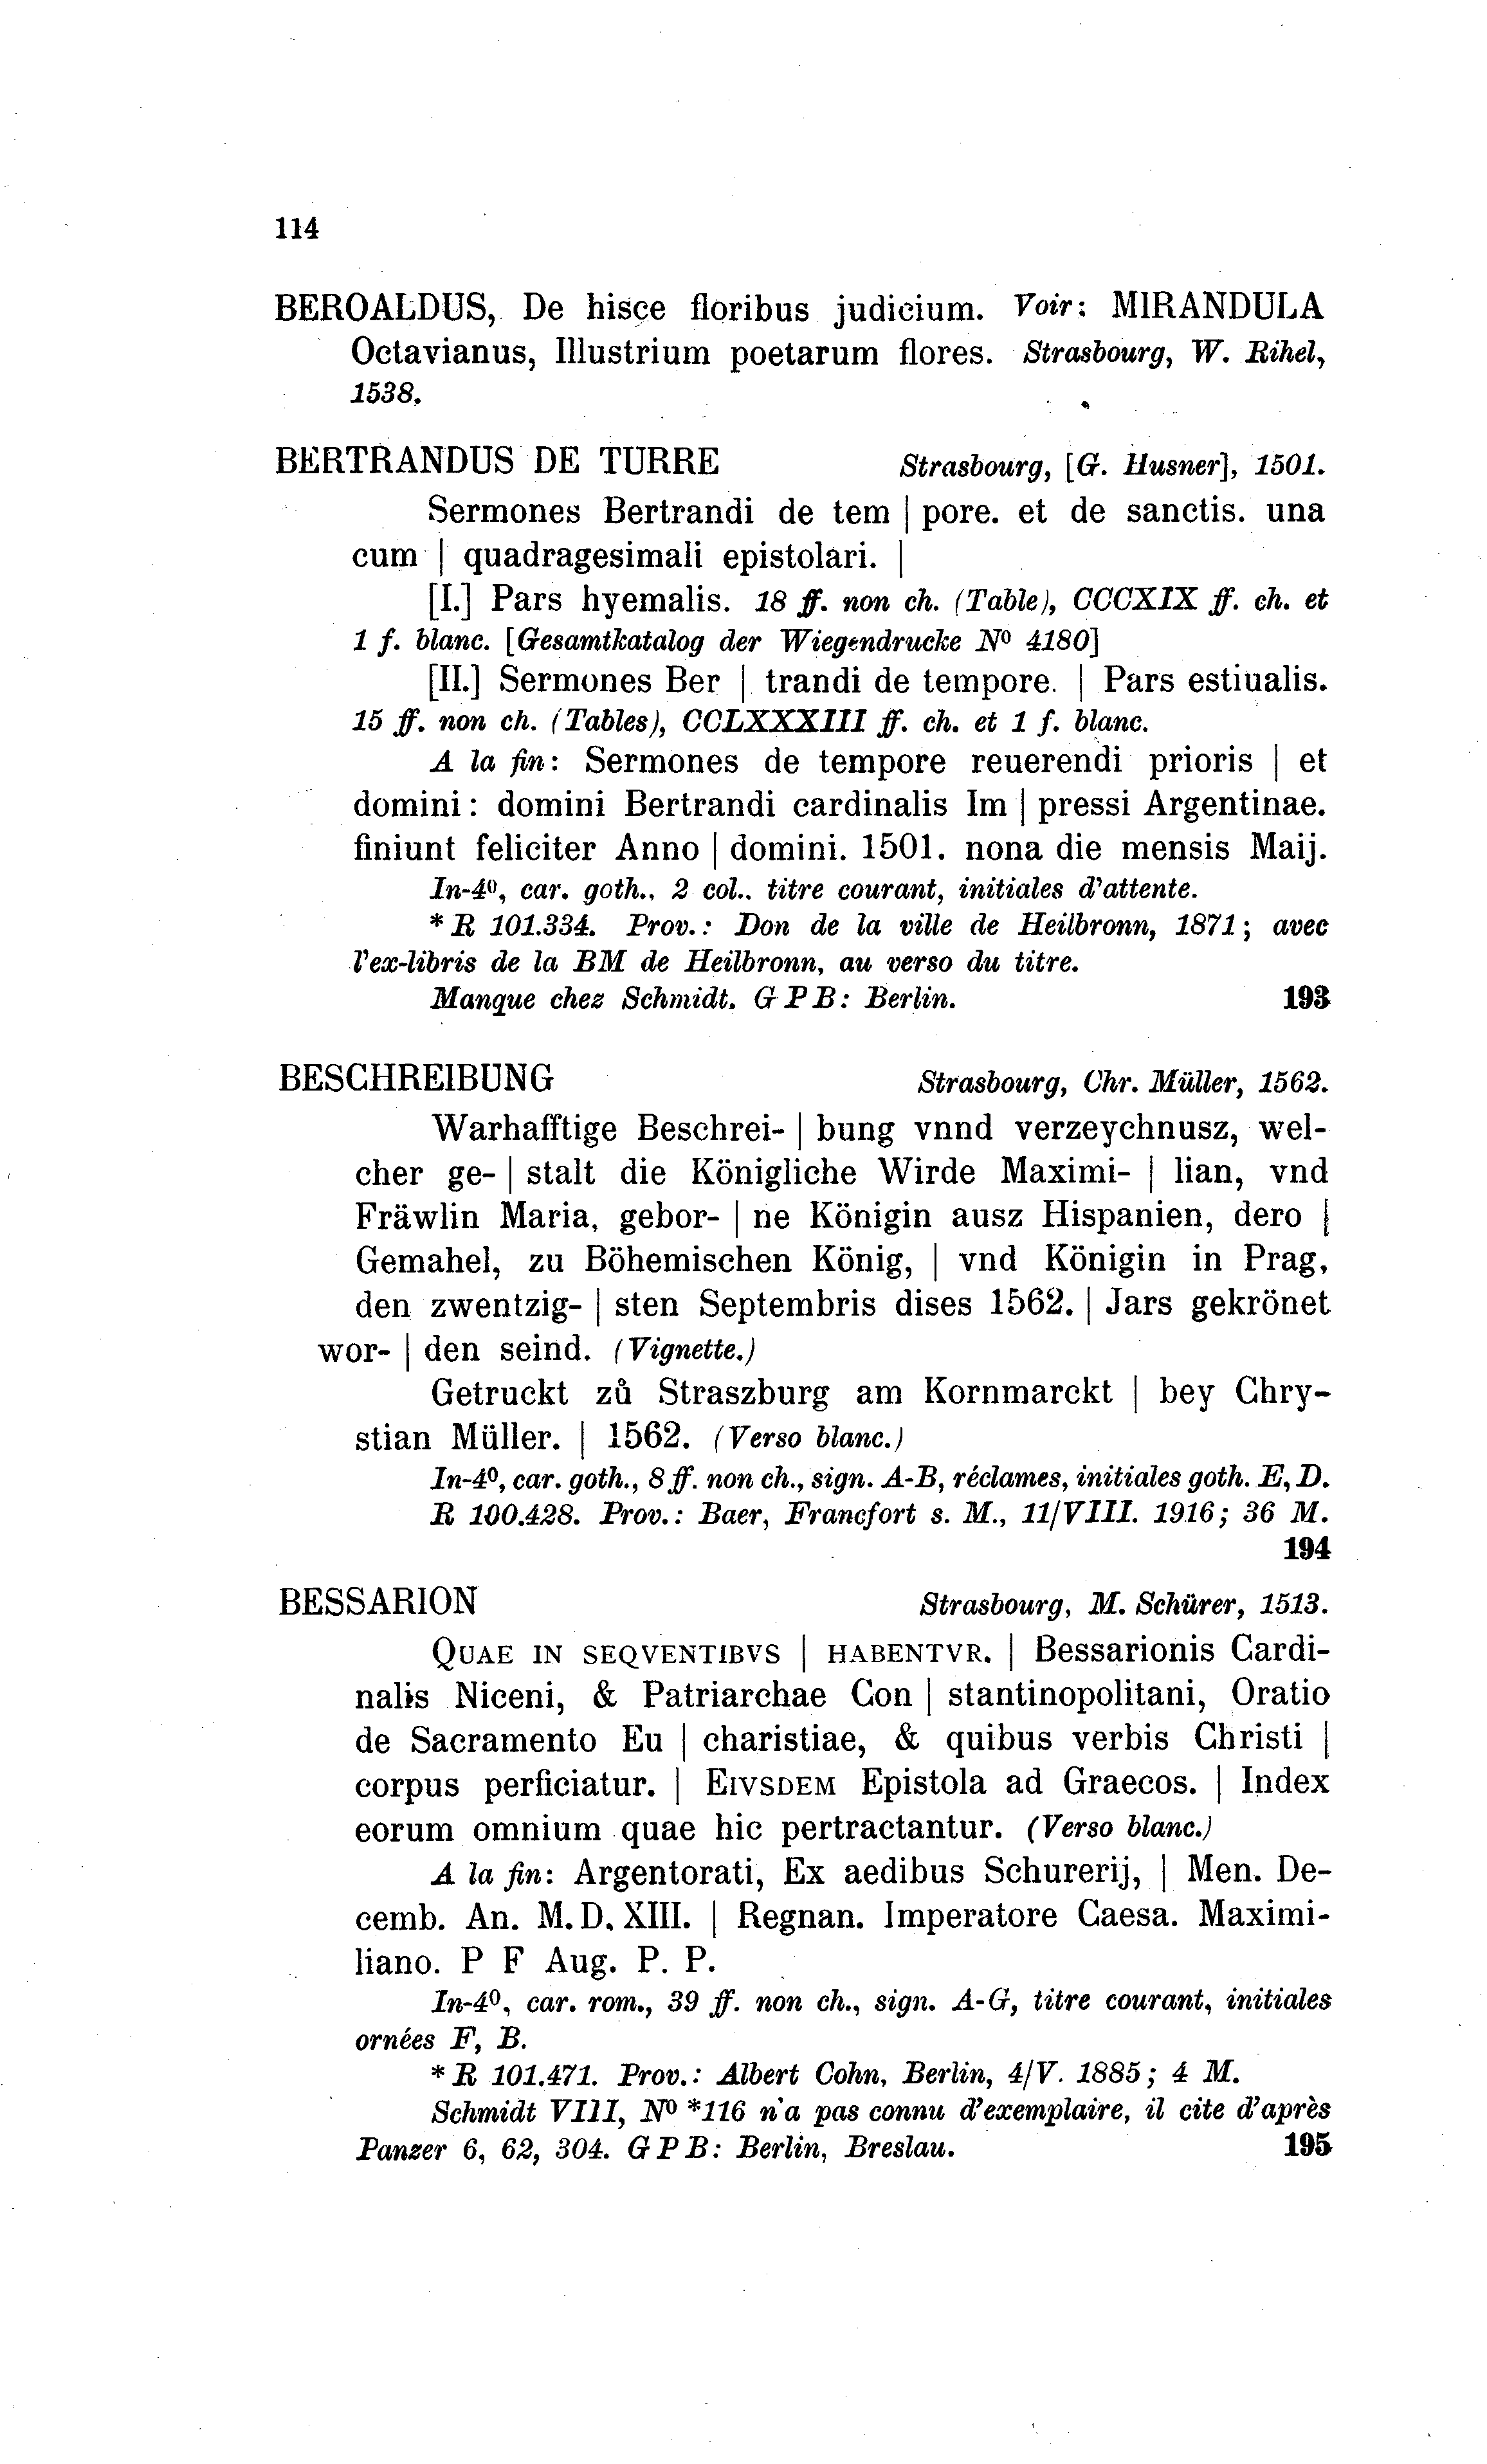 114
BEROALDUS, De hisce floribus judicium. Voir: MIRANDULA
Octavianus, Illustrium poetarum flores. Strasbourg, W. Rihel,
1538.
BERTRANDUS DE TURRE Strasbourg, [G. Husner], 1501.
Sermones Bertrandi de tem | pore. et de sanctis. una
cum | quadragesimali epistolari. |
[I.] Pars hyemalis. 18 ff. non ch. (Table), CCCXIX ff. ch. et
1 f. blanc. [Gesamtkatalog der Wiegendrucke Nº 4180]
[II.] Sermones Ber | trandi de tempore. | Pars estiualis.
15 ff. non ch. (Tables), CCLXXXIII ff. ch. et 1 f. blanc.
A la fin: Sermones de tempore reuerendi prioris | et
domini: domini Bertrandi cardinalis Im | pressi Argentinae.
finiunt feliciter Anno | domini. 1501. nona die mensis Maij.
In-4º, car. goth., 2 col., titre courant, initiales d'attente.
* R 101.334. Prov.: Don de la ville de Heilbronn, 1871; avec
l'ex-libris de la BM de Heilbronn, au verso du titre.
Manque chez Schmidt. G P B: Berlin. 193
BESCHREIBUNG Strasbourg, Chr. Müller, 1562.
Warhafftige Beschrei- | bung vnnd verzeychnusz, wel-
cher ge- | stalt die Königliche Wirde Maximi- | lian, vnd
Fräwlin Maria, gebor- | ne Königin ausz Hispanien, dero |
Gemahel, zu Böhemischen König, | vnd Königin in Prag,
den zwentzig- | sten Septembris dises 1562. | Jars gekrönet
wor- | den seind. (Vignette.)
Getruckt zů Straszburg am Kornmarckt | bey Chry-
stian Müller. | 1562. (Verso blanc.)
In-4º, car. goth., 8 ff. non ch., sign. A-B, réclames, initiales goth. E, D.
R 100.428. Prov.: Baer, Francfort s. M., 11/VIII. 1916; 36 M.
194
BESSARION Strasbourg, M. Schürer, 1513.
QUAE IN SEQVENTIBVS | HABENTVR. | Bessarionis Cardi-
nalis Niceni, & Patriarchae Con | stantinopolitani, Oratio
de Sacramento Eu | charistiae, & quibus verbis Christi |
corpus perficiatur. | EIVSDEM Epistola ad Graecos. | Index
eorum omnium quae hic pertractantur. (Verso blanc.)
A la fin: Argentorati, Ex aedibus Schurerij, | Men. De-
cemb. An. M.D.XIII. | Regnan. Imperatore Caesa. Maximi-
liano. P F Aug. P. P.
In-4º, car. rom., 39 ff. non ch., sign. A-G, titre courant, initiales
ornées F, B.
* R 101.471. Prov.: Albert Cohn, Berlin, 4/V. 1885; 4 M.
Schmidt VIII, Nº *116 n'a pas connu d'exemplaire, il cite d'après
Panzer 6, 62, 304. G P B: Berlin, Breslau. 195